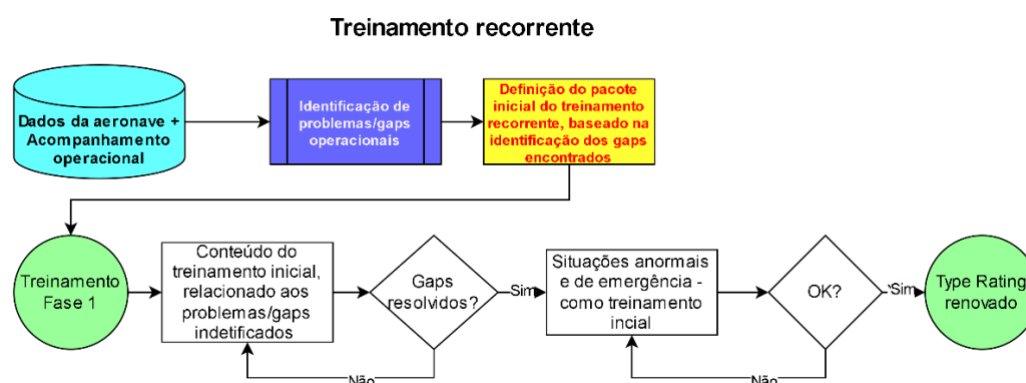 Treinamento recorrente
Dados da aeronave +
Acompanhamento
operacional
Identificação de
problemas/gaps
operacionais
Definição do pacote
inicial do treinamento
recorrente, baseado na
identificação dos gaps
encontrados
Treinamento
Fase 1
Conteúdo do
treinamento inicial,
relacionado aos
problemas/gaps
indetificados
Gaps
resolvidos?
Sim
Não
Situações anormais
e de emergência -
como treinamento
incial
OK?
Sim
Não
Type Rating
renovado